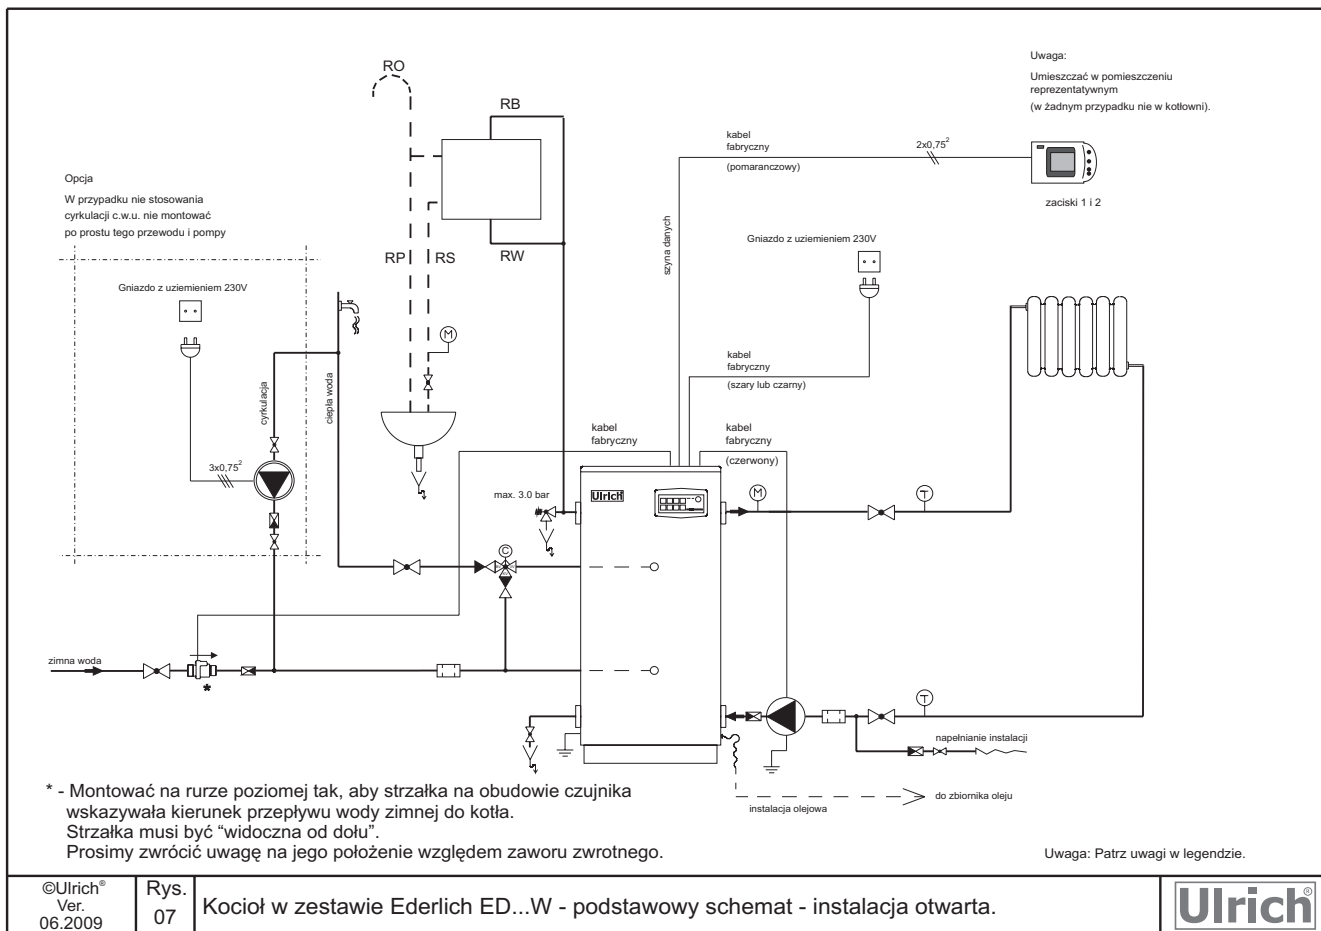 RO
RB
Uwaga:
Umieszczać w pomieszczeniu
reprezentatywnym
(w żadnym przypadku nie w kotłowni).
kabel
fabryczny
(pomaranczowy)
2x0,75²
zaciski 1 i 2
Opcja
W przypadku nie stosowania
cyrkulacji c.w.u. nie montować
po prostu tego przewodu i pompy
RP
RS
RW
szyna danych
Gniazdo z uziemieniem 230V
Gniazdo z uziemieniem 230V
M
kabel
fabryczny
(szary lub czarny)
cyrkulacja
ciepła woda
kabel
fabryczny
kabel
fabryczny
(czerwony)
3x0,75²
max. 3.0 bar
Ulrich
M
T
C
zimna woda
*
T
napełnianie instalacji
do zbiornika oleju
instalacja olejowa
* - Montować na rurze poziomej tak, aby strzałka na obudowie czujnika
wskazywała kierunek przepływu wody zimnej do kotła.
Strzałka musi być “widoczna od dołu”.
Prosimy zwrócić uwagę na jego położenie względem zaworu zwrotnego.
Uwaga: Patrz uwagi w legendzie.
©Ulrich®
Ver.
06.2009
Rys.
07
Kocioł w zestawie Ederlich ED...W - podstawowy schemat - instalacja otwarta.
Ulrich®